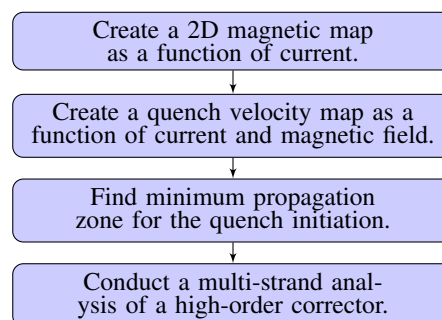 Create a 2D magnetic map
as a function of current.
Create a quench velocity map as a
function of current and magnetic field.
Find minimum propagation
zone for the quench initiation.
Conduct a multi-strand anal-
ysis of a high-order corrector.